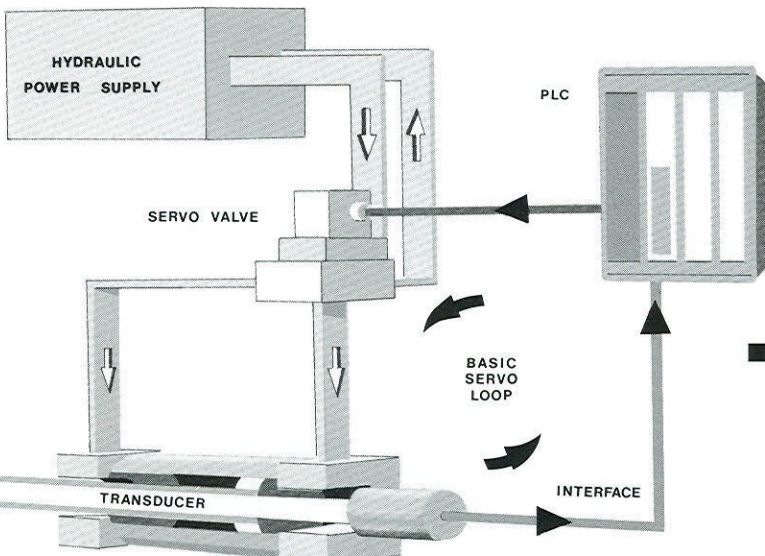 HYDRAULIC
POWER SUPPLY
PLC
SERVO VALVE
BASIC
SERVO
LOOP
TRANSDUCER
INTERFACE